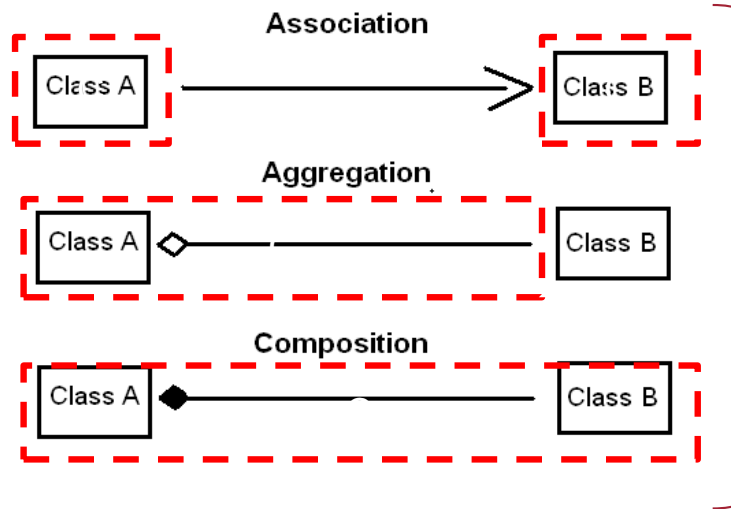 Association
Class A
Class B
Aggregation
Class A
Class B
Composition
Class A
Class B